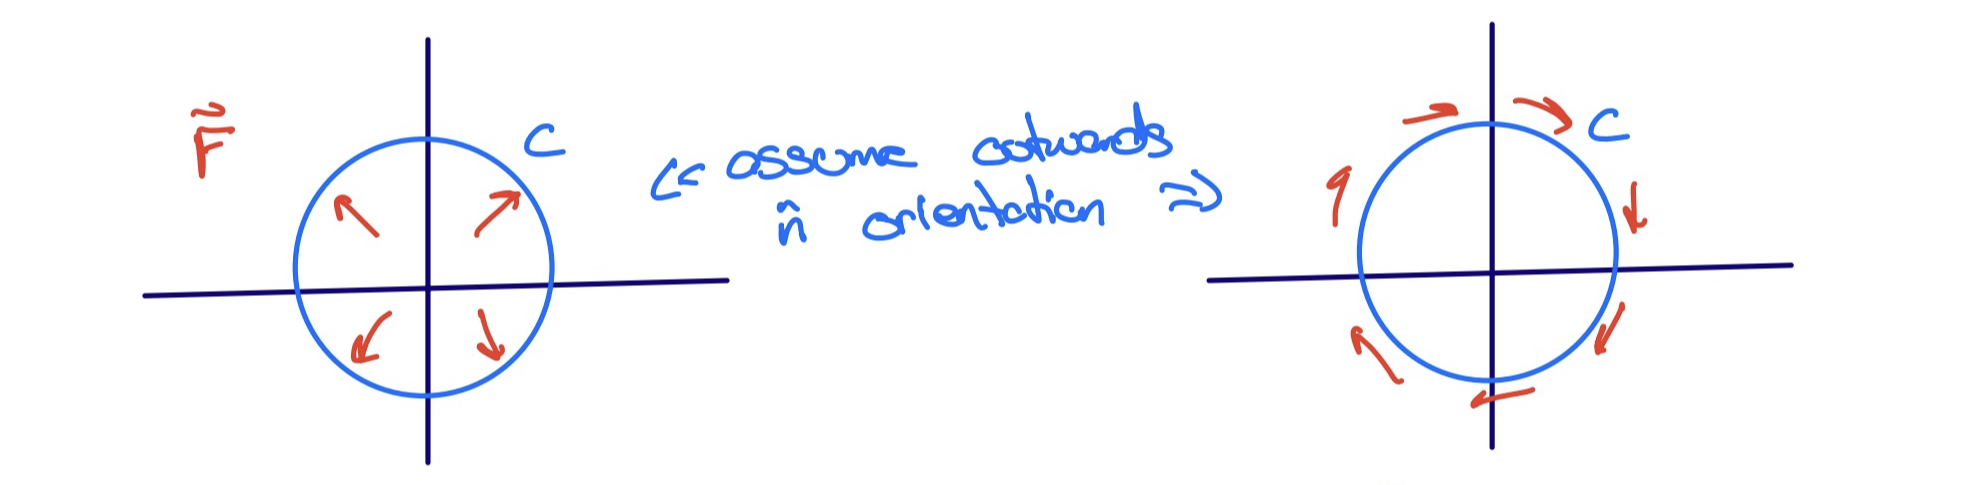 F̃
C
<< assume outwards
n̂ orientation =>
C